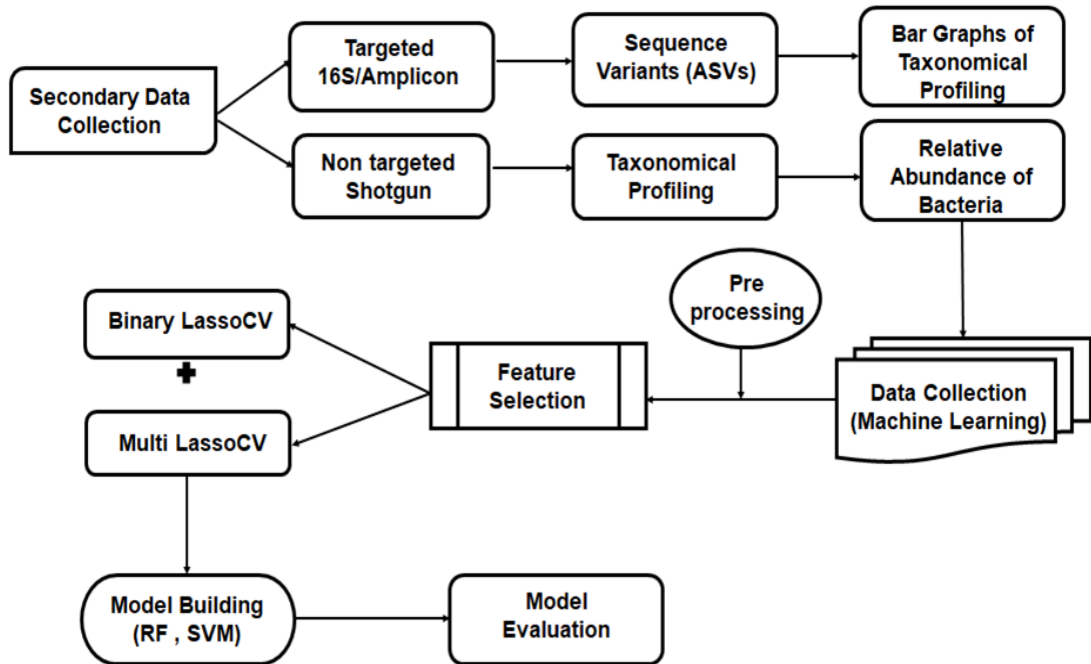 Secondary Data
Collection
Targeted
16S/Amplicon
Sequence
Variants (ASVs)
Bar Graphs of
Taxonomical
Profiling
Non targeted
Shotgun
Taxonomical
Profiling
Relative
Abundance of
Bacteria
Pre
processing
Data Collection
(Machine Learning)
Feature
Selection
Binary LassoCV
+
Multi LassoCV
Model Building
(RF , SVM)
Model
Evaluation